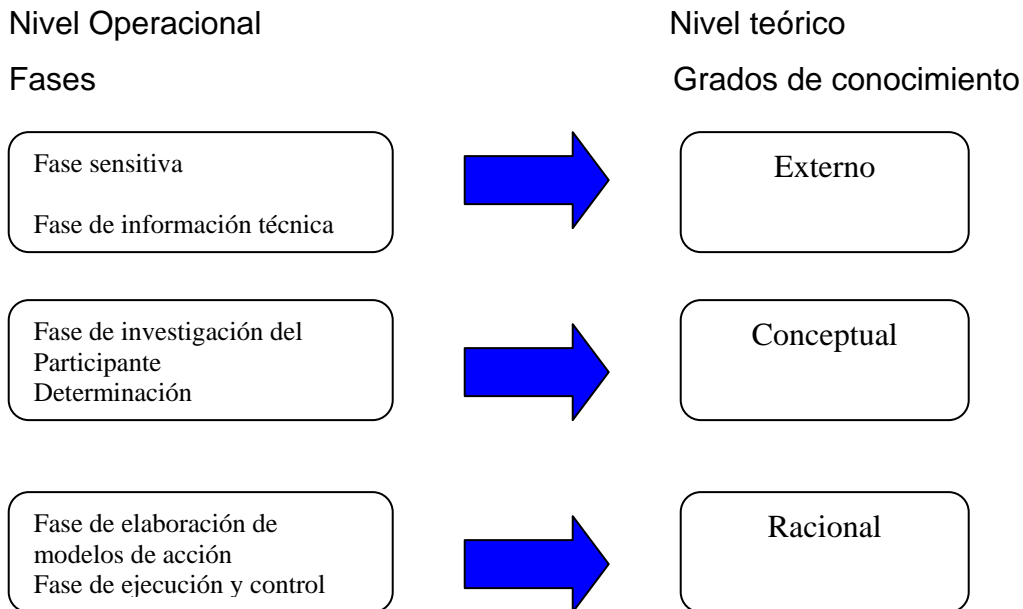 Nivel Operacional
Nivel teórico
Fases
Grados de conocimiento
Fase sensitiva
Fase de información técnica
Externo
Fase de investigación del
Participante
Determinación
Conceptual
Fase de elaboración de
modelos de acción
Fase de ejecución y control
Racional